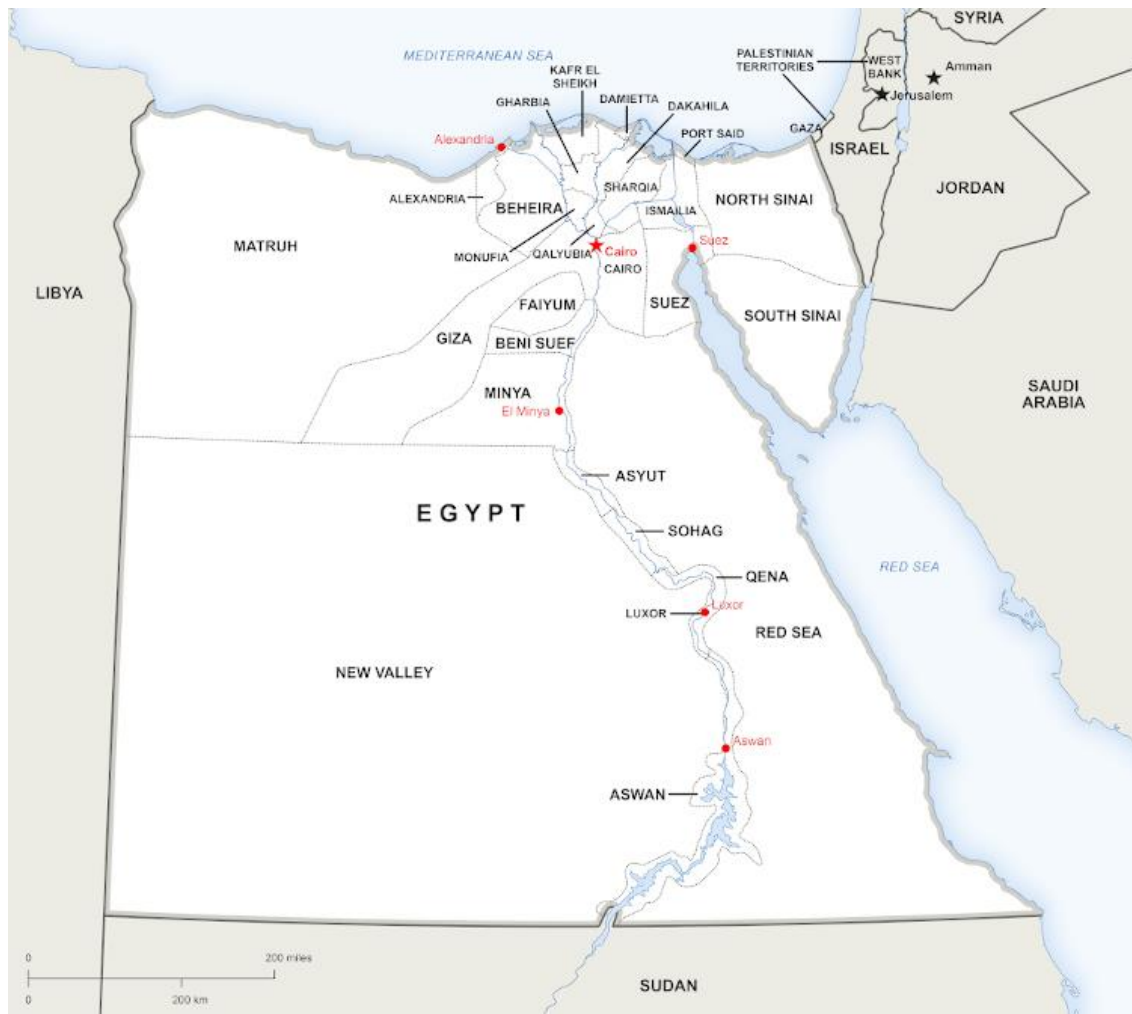 SYRIA
MEDITERRANEAN SEA
PALESTINIAN
TERRITORIES
WEST
BANK
Amman
Jerusalem
KAFR EL
SHEIKH
DAMIETTA
GHARBIA
DAKAHILA
PORT SAID
GAZA
ISRAEL
Alexandria
JORDAN
ALEXANDRIA
BEHEIRA
SHARQIA
ISMAILIA
NORTH SINAI
MATRUH
MONUFIA
QALYUBIA
Cairo
CAIRO
Suez
LIBYA
FAIYUM
SUEZ
SOUTH SINAI
GIZA
BENI SUEF
MINYA
El Minya
SAUDI
ARABIA
ASYUT
EGYPT
SOHAG
QENA
RED SEA
LUXOR
Luxor
RED SEA
NEW VALLEY
Aswan
ASWAN
0
200 miles
0
200 km
SUDAN